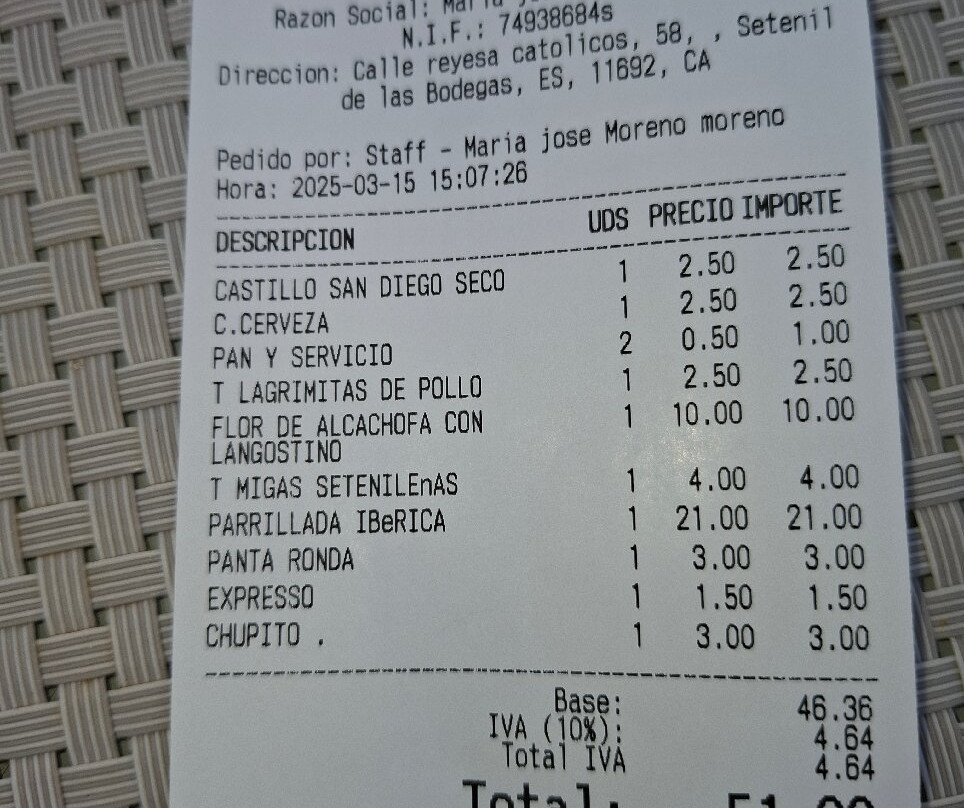 Razon Social:
N.I.F.: 74938684s
Direccion: Calle reyesa catolicos, 58, , Setenil
de las Bodegas, ES, 11692, CA
Pedido por: Staff - Maria jose Moreno moreno
Hora: 2025-03-15 15:07:26
DESCRIPCION UDS PRECIO IMPORTE
CASTILLO SAN DIEGO SECO 1 2.50 2.50
C.CERVEZA 1 2.50 2.50
PAN Y SERVICIO 2 0.50 1.00
T LAGRIMITAS DE POLLO 1 2.50 2.50
FLOR DE ALCACHOFA CON 1 10.00 10.00
LANGOSTINO
T MIGAS SETENILEnAS 1 4.00 4.00
PARRILLADA IBeRICA 1 21.00 21.00
PANTA RONDA 1 3.00 3.00
EXPRESSO 1 1.50 1.50
CHUPITO . 1 3.00 3.00
Base: 46.36
IVA (10%): 4.64
Total IVA 4.64
Total: 51.00